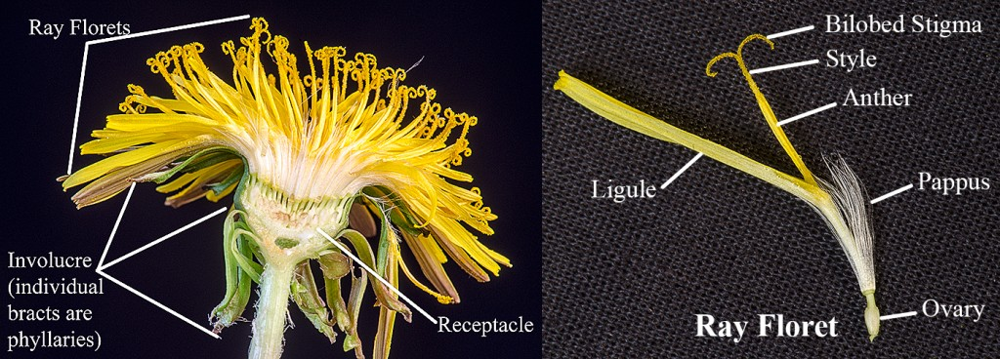 Ray Florets
Involucre
(individual
bracts are
phyllaries)
Receptacle
Bilobed Stigma
Style
Anther
Ligule
Pappus
Ovary
Ray Floret